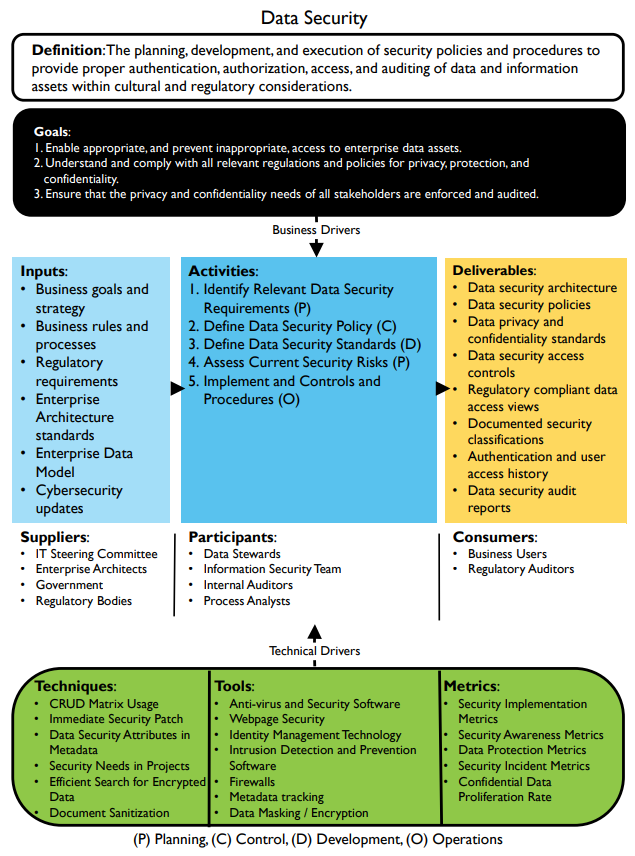 Data Security
Definition:The planning, development, and execution of security policies and procedures to
provide proper authentication, authorization, access, and auditing of data and information
assets within cultural and regulatory considerations.
Goals:
1. Enable appropriate, and prevent inappropriate, access to enterprise data assets.
2. Understand and comply with all relevant regulations and policies for privacy, protection, and
confidentiality.
3. Ensure that the privacy and confidentiality needs of all stakeholders are enforced and audited.
Business Drivers
Inputs:
• Business goals and
strategy
• Business rules and
processes
• Regulatory
requirements
• Enterprise
Architecture
standards
• Enterprise Data
Model
• Cybersecurity
updates
Activities:
1. Identify Relevant Data Security
Requirements (P)
2. Define Data Security Policy (C)
3. Define Data Security Standards (D)
4. Assess Current Security Risks (P)
5. Implement and Controls and
Procedures (O)
Deliverables:
• Data security architecture
• Data security policies
• Data privacy and
confidentiality standards
• Data security access
controls
• Regulatory compliant data
access views
• Documented security
classifications
• Authentication and user
access history
• Data security audit
reports
Suppliers:
• IT Steering Committee
• Enterprise Architects
• Government
• Regulatory Bodies
Participants:
• Data Stewards
• Information Security Team
• Internal Auditors
• Process Analysts
Consumers:
• Business Users
• Regulatory Auditors
Technical Drivers
Techniques:
• CRUD Matrix Usage
• Immediate Security Patch
• Data Security Attributes in
Metadata
• Security Needs in Projects
• Efficient Search for Encrypted
Data
• Document Sanitization
Tools:
• Anti-virus and Security Software
• Webpage Security
• Identity Management Technology
• Intrusion Detection and Prevention
Software
• Firewalls
• Metadata tracking
• Data Masking / Encryption
Metrics:
• Security Implementation
Metrics
• Security Awareness Metrics
• Data Protection Metrics
• Security Incident Metrics
• Confidential Data
Proliferation Rate
(P) Planning, (C) Control, (D) Development, (O) Operations